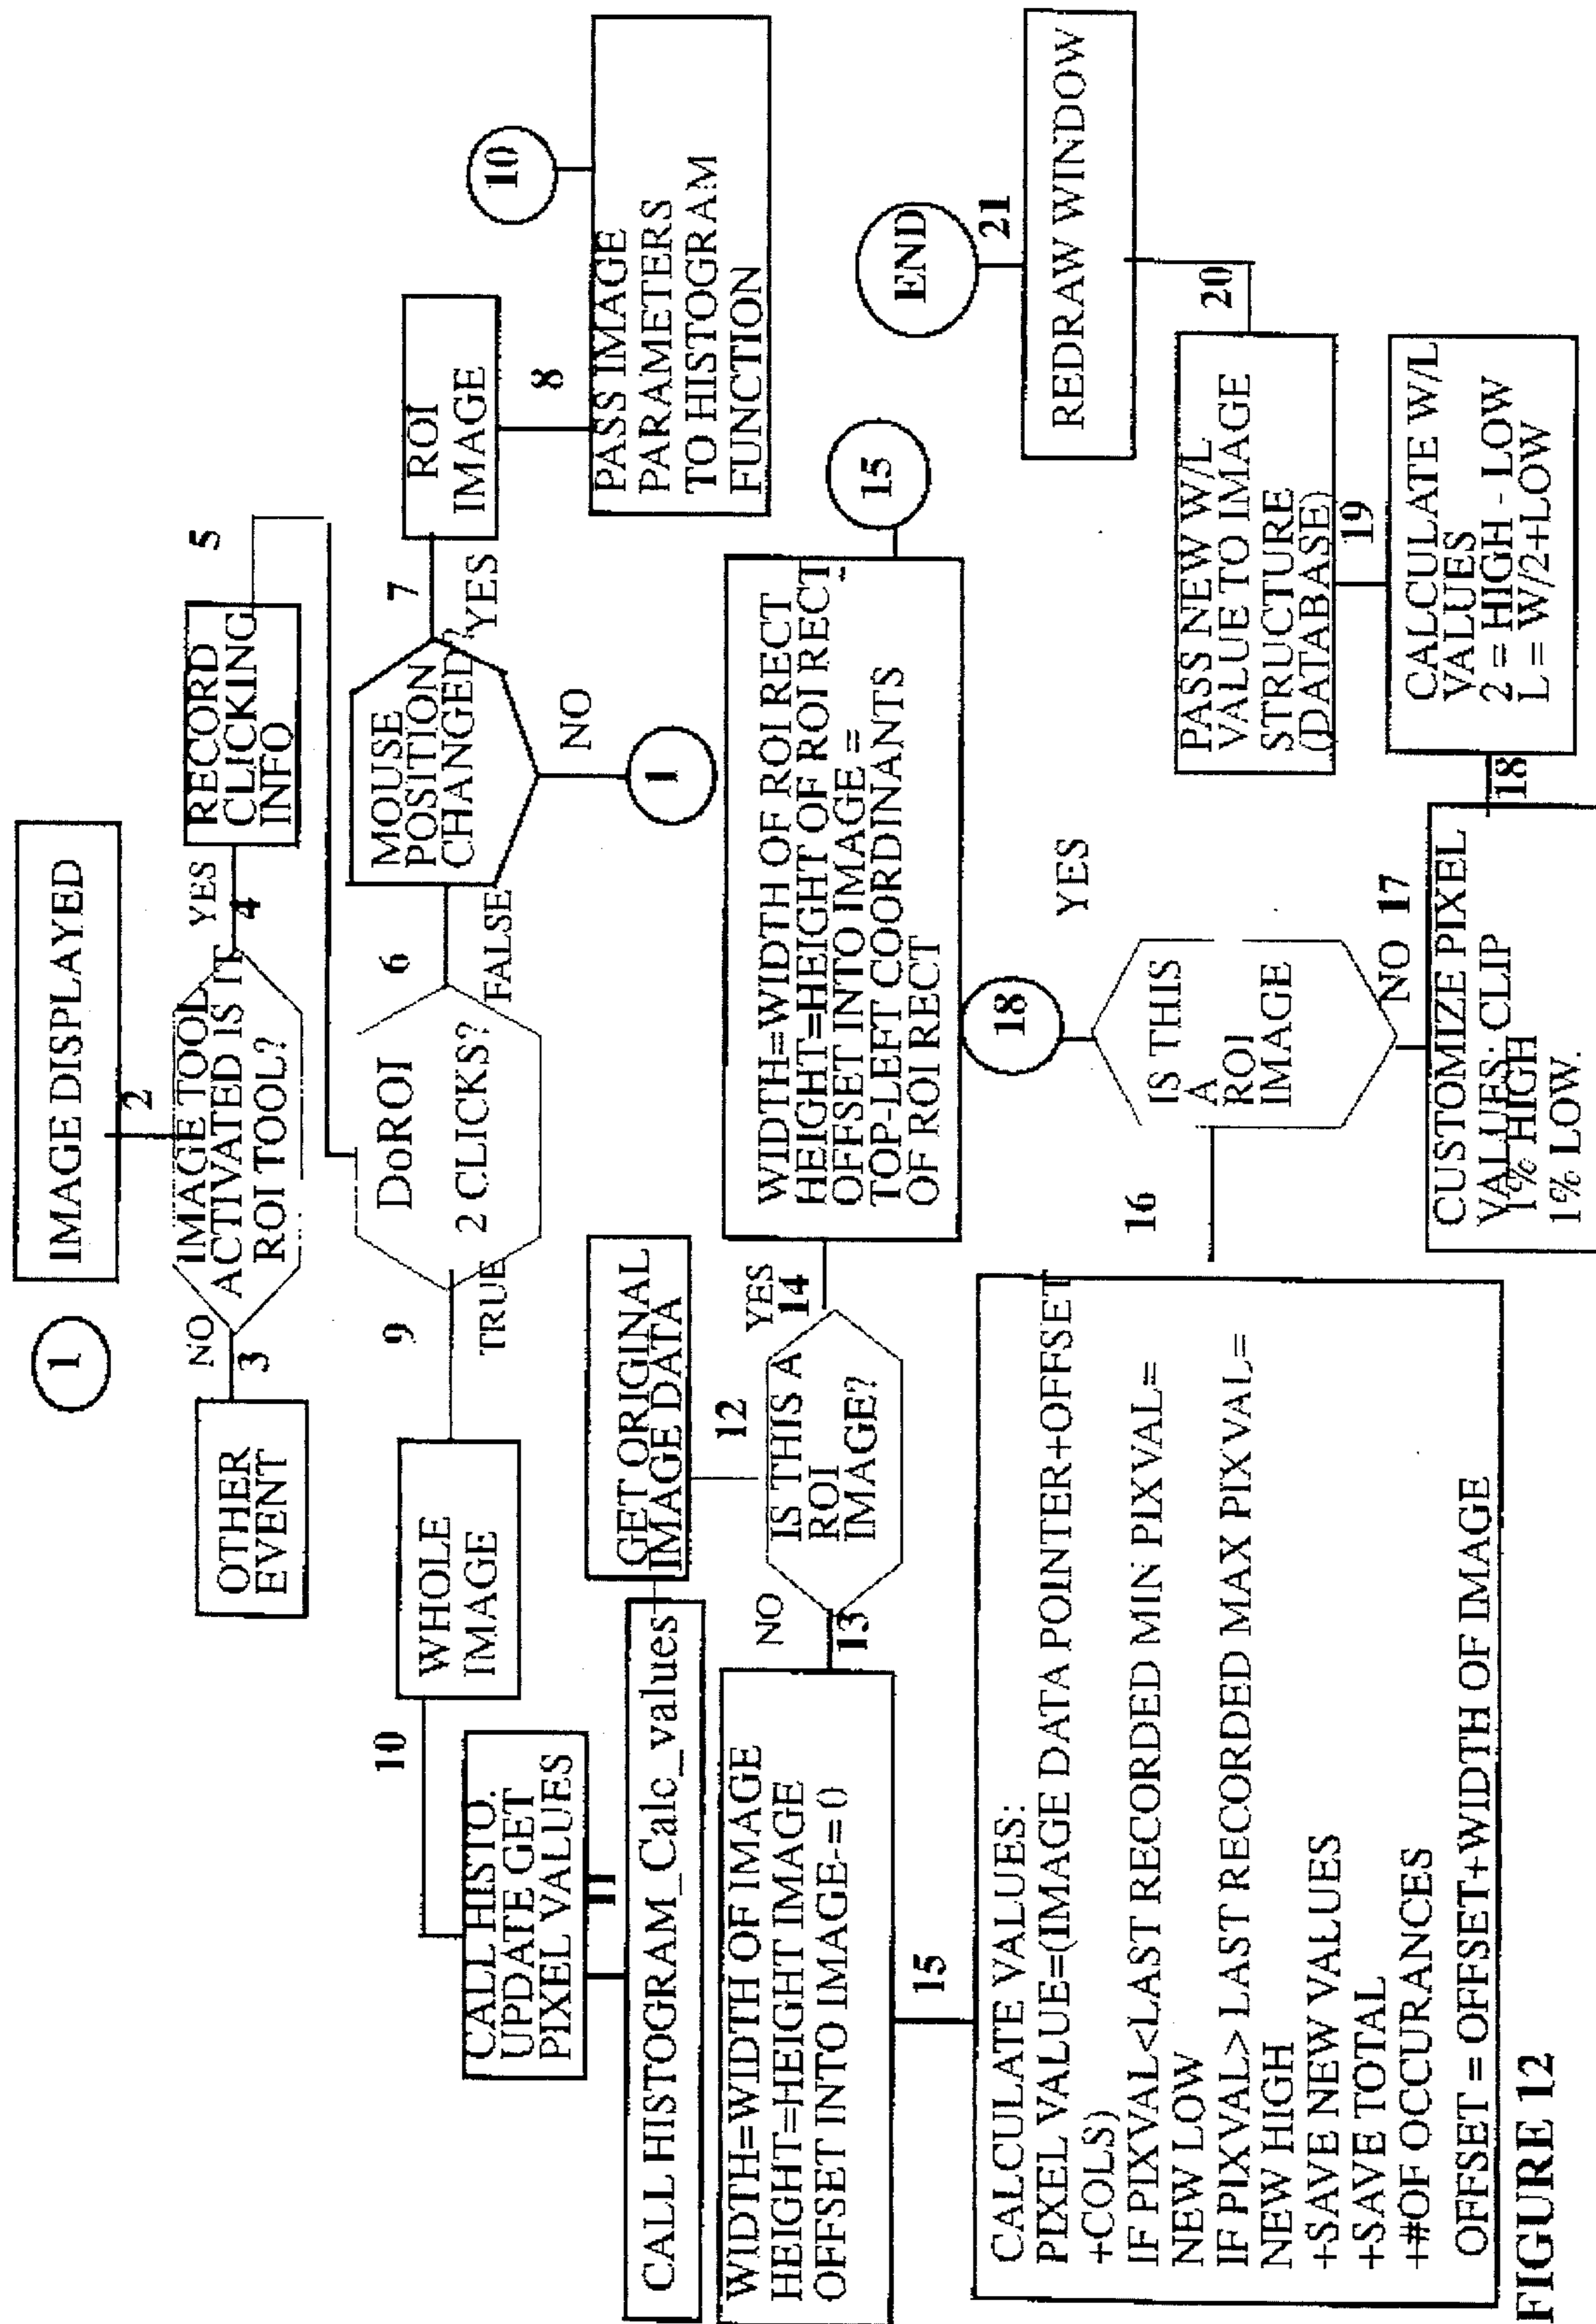 1
IMAGE DISPLAYED
2
IMAGE TOOL
ACTIVATED IS IT
ROI TOOL?
NO
3
OTHER
EVENT
YES
4
RECORD
CLICKING
INFO
5
DoROI
2 CLICKS?
6
FALSE
MOUSE
POSITION
CHANGED?
NO
1
YES
7
ROI
IMAGE
8
PASS IMAGE
PARAMETERS
TO HISTOGRAM
FUNCTION
10
9
TRUE
WHOLE
IMAGE
10
CALL HISTO.
UPDATE GET
PIXEL VALUES
11
CALL HISTOGRAM_Calc_values
GET ORIGINAL
IMAGE DATA
12
IS THIS A
ROI
IMAGE?
NO
13
WIDTH=WIDTH OF IMAGE
HEIGHT=HEIGHT IMAGE
OFFSET INTO IMAGE-=0
YES
14
WIDTH=WIDTH OF ROI RECT
HEIGHT=HEIGHT OF ROI RECT
OFFSET INTO IMAGE =
TOP-LEFT COORDINANTS
OF ROI RECT
15
15
CALCULATE VALUES:
PIXEL VALUE=(IMAGE DATA POINTER+OFFSET
+COLS)
IF PIXVAL<LAST RECORDED MIN PIXVAL=
NEW LOW
IF PIXVAL> LAST RECORDED MAX PIXVAL=
NEW HIGH
+SAVE NEW VALUES
+SAVE TOTAL
+#OF OCCURANCES
OFFSET = OFFSET+WIDTH OF IMAGE
16
IS THIS
A
ROI
IMAGE
YES
18
NO 17
CUSTOMIZE PIXEL
VALUES: CLIP
1% HIGH
1% LOW.
18
CALCULATE W/L
VALUES
2 = HIGH - LOW
L = W/2+LOW
19
PASS NEW W/L
VALUE TO IMAGE
STRUCTURE
(DATABASE)
20
REDRAW WINDOW
21
END
FIGURE 12